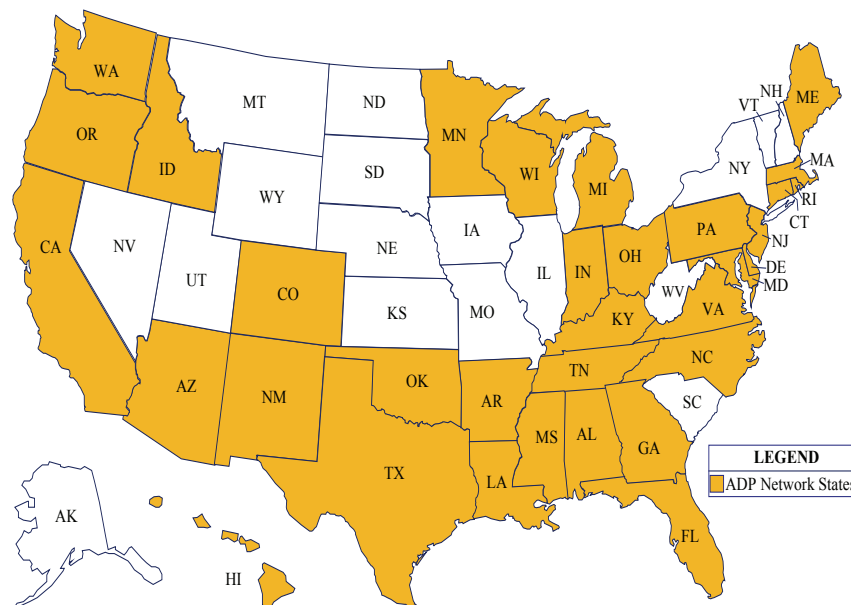 WA
MT
ND
MN
OR
ID
SD
WI
MI
WY
VT
NH
ME
NY
MA
RI
CT
CA
NV
UT
NE
IA
IL
IN
OH
PA
NJ
DE
MD
CO
KS
MO
KY
WV
VA
AZ
NM
OK
AR
TN
NC
SC
MS
AL
GA
TX
LA
FL
AK
HI
LEGEND
ADP Network States